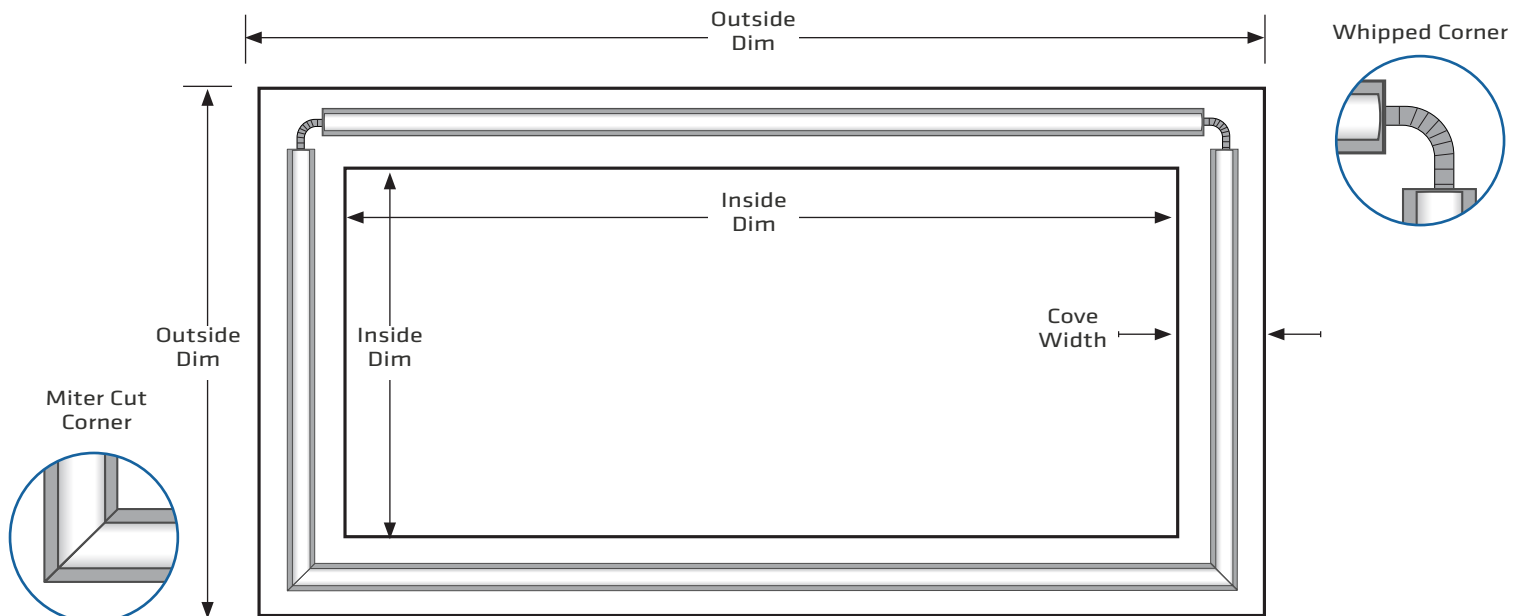 Outside
Dim
Whipped Corner
Inside
Dim
Outside
Dim
Inside
Dim
Cove
Width
Miter Cut
Corner